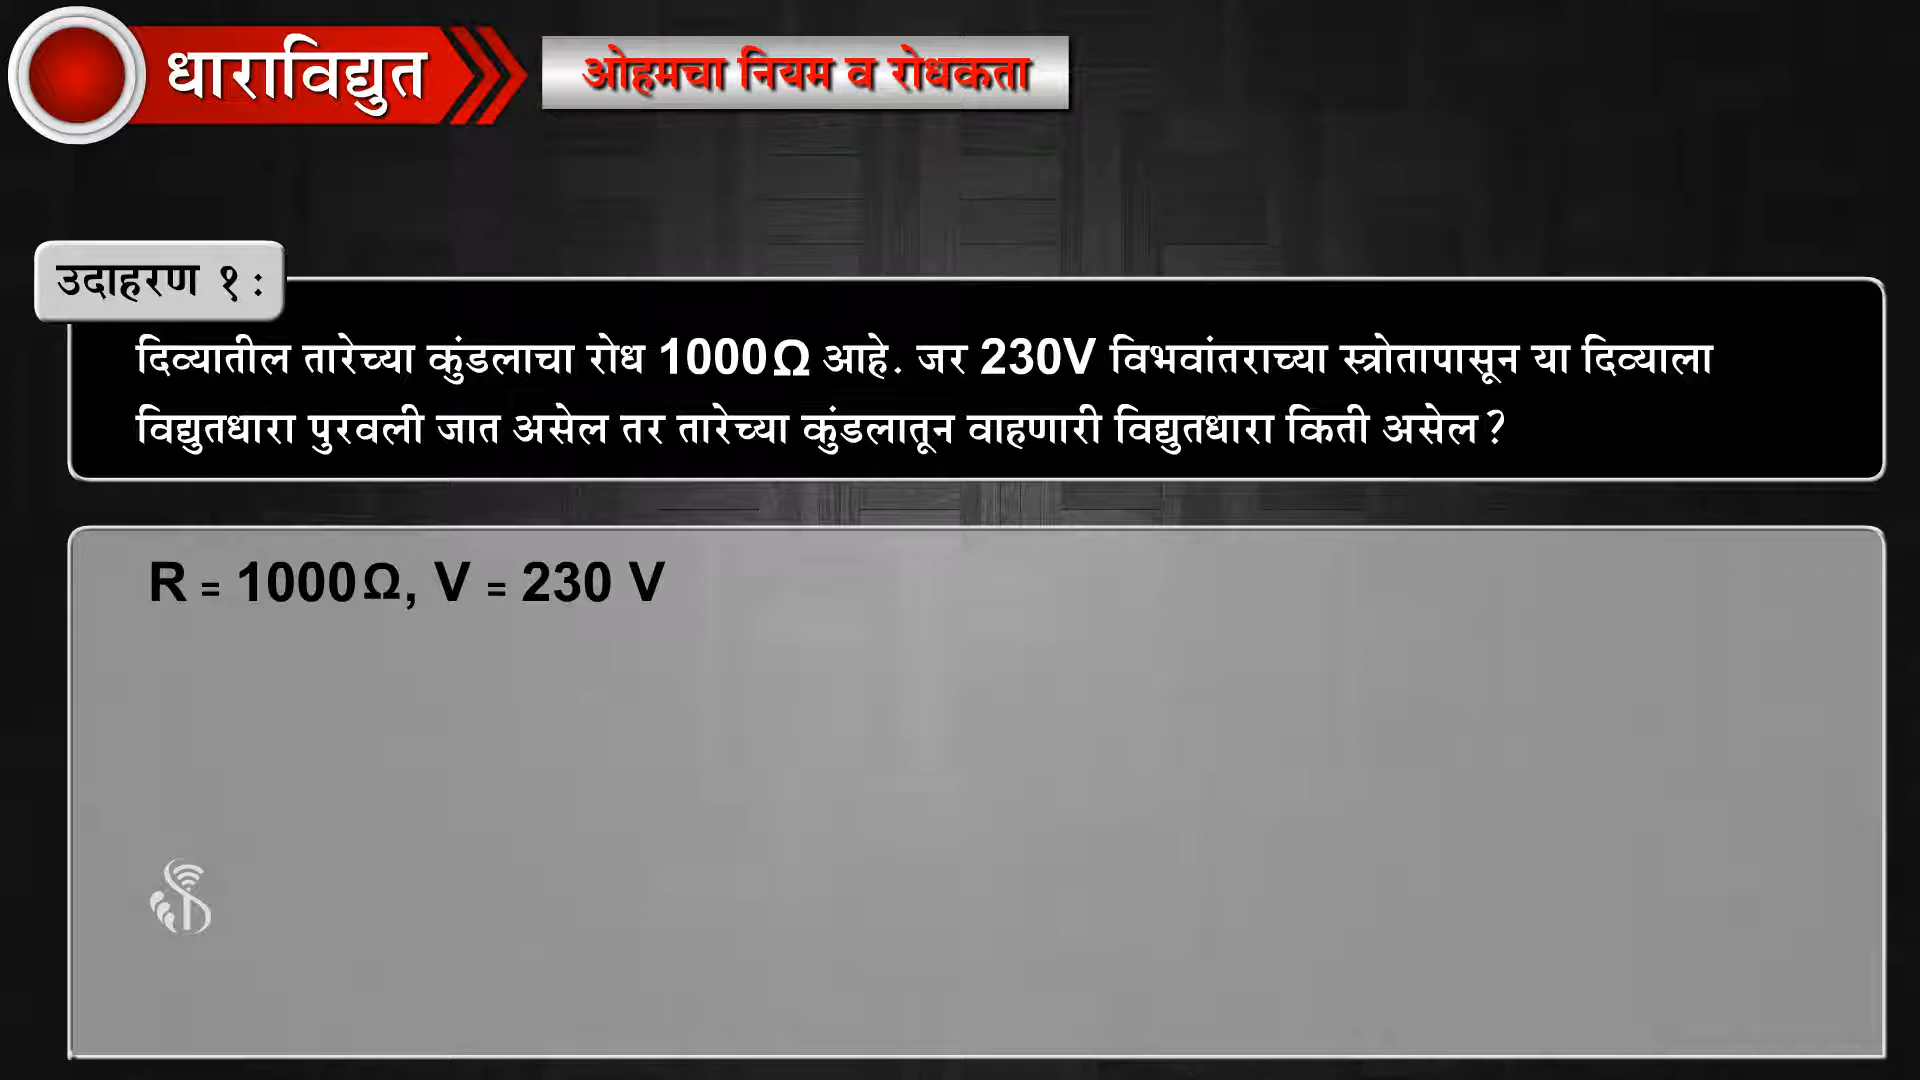 धाराविद्युत
ओहमचा नियम व रोधकता
उदाहरण १ :
दिव्यातील तारेच्या कुंडलाचा रोध 1000Ω आहे. जर 230V विभवांतराच्या स्त्रोतापासून या दिव्याला
विद्युतधारा पुरवली जात असेल तर तारेच्या कुंडलातून वाहणारी विद्युतधारा किती असेल ?
R = 1000Ω, V = 230 V